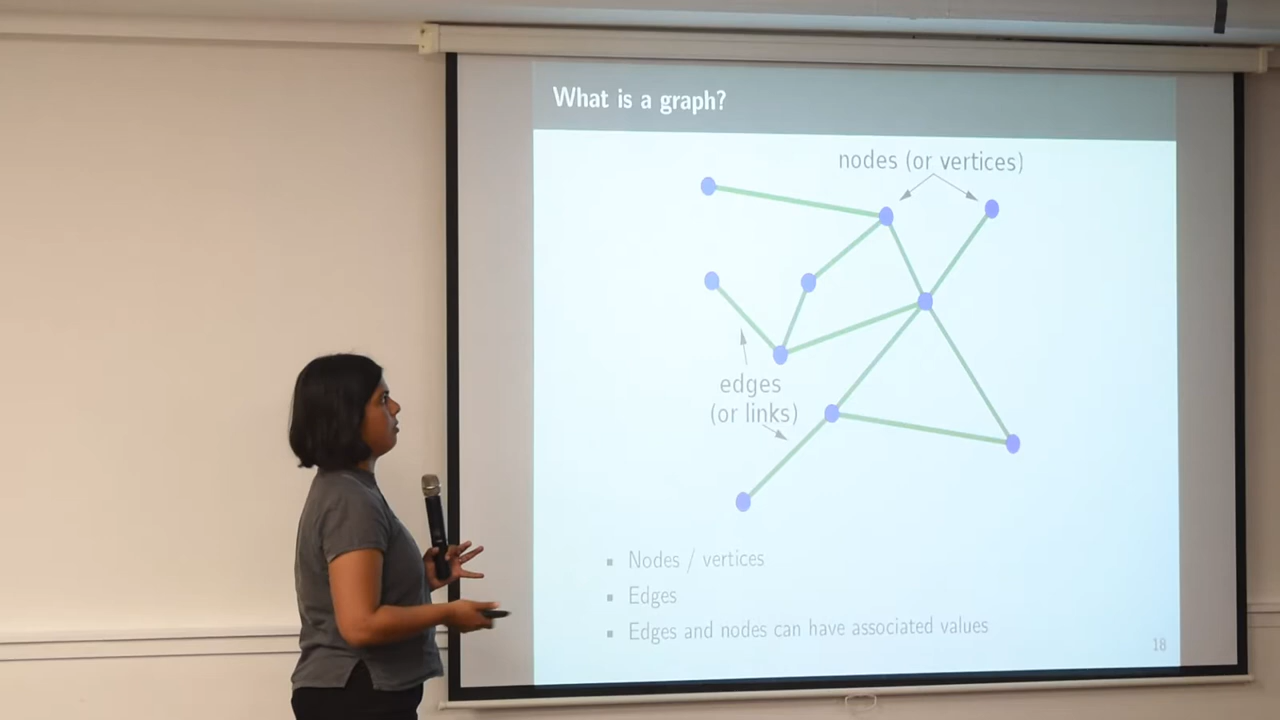 What is a graph?
nodes (or vertices)
edges
(or links)
▪ Nodes / vertices
▪ Edges
▪ Edges and nodes can have associated values
18